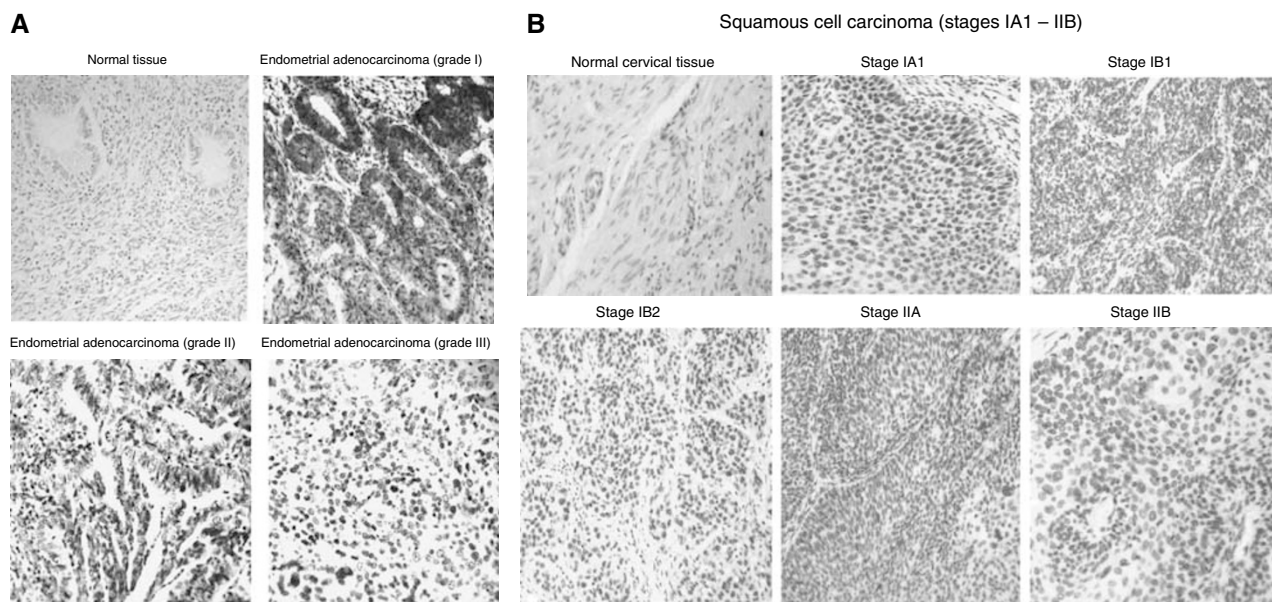 A
Normal tissue
Endometrial adenocarcinoma (grade I)
Endometrial adenocarcinoma (grade II)
Endometrial adenocarcinoma (grade III)
B
Squamous cell carcinoma (stages IA1 – IIB)
Normal cervical tissue
Stage IA1
Stage IB1
Stage IB2
Stage IIA
Stage IIB